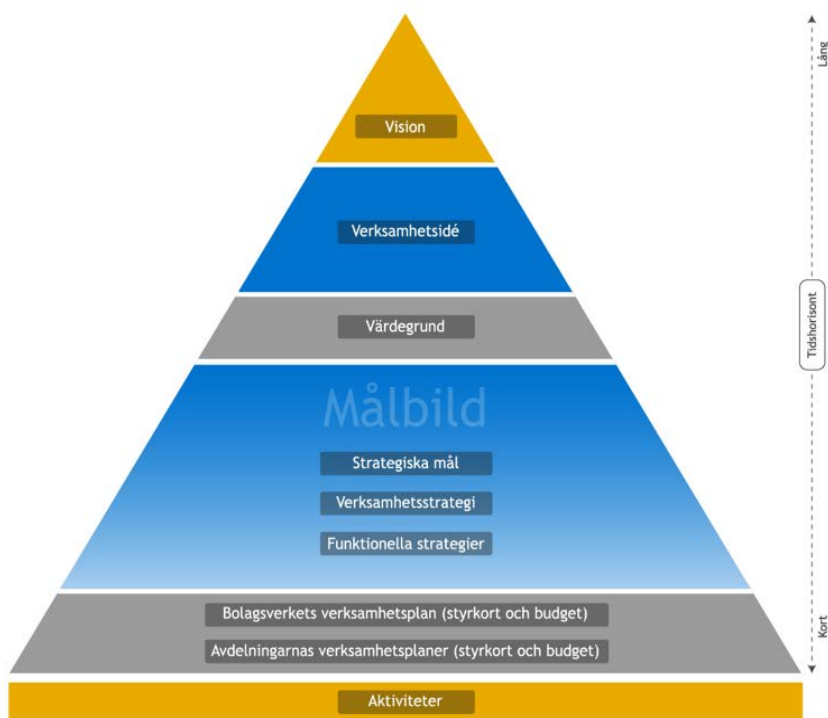 Lång
Vision
Verksamhetsidé
Tidshorisont
Värdegrund
Målbild
Strategiska mål
Verksamhetsstrategi
Funktionella strategier
Bolagsverkets verksamhetsplan (styrkort och budget)
Kort
Avdelningarnas verksamhetsplaner (styrkort och budget)
Aktiviteter